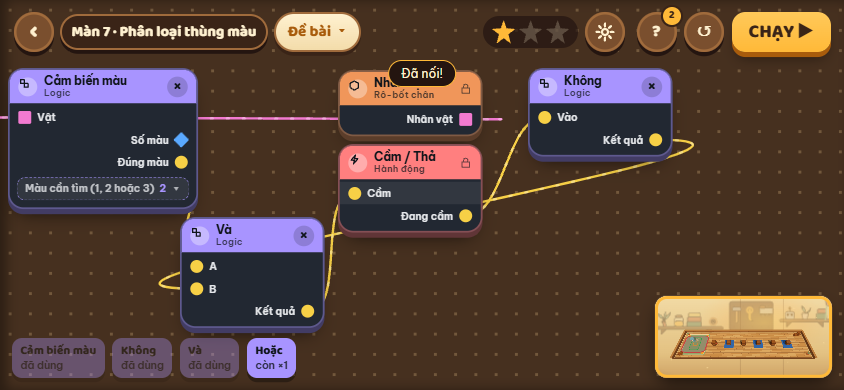 Màn 7 · Phân loại thùng màu
Đề bài
2
?
CHẠY
Đã nối!
Cảm biến màu
Logic
Vật
Số màu
Đúng màu
Màu cần tìm (1, 2 hoặc 3) 2
Rô-bốt chân
Nhân vật
Cầm / Thả
Hành động
Cầm
Đang cầm
Không
Logic
Vào
Kết quả
Và
Logic
A
B
Kết quả
Cảm biến màu
đã dùng
Không
đã dùng
Và
đã dùng
Hoặc
còn ×1